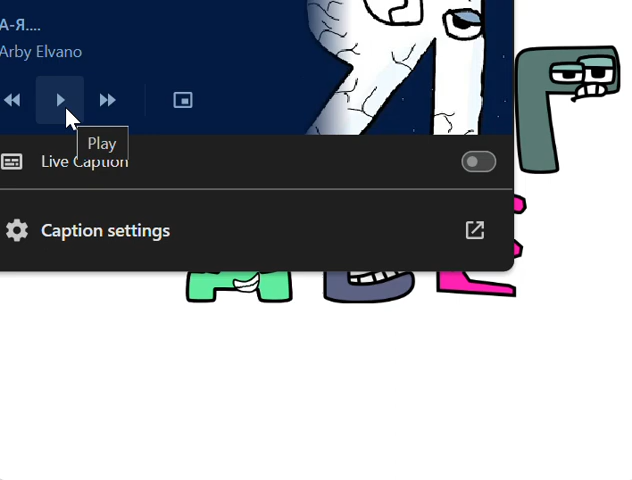 А-Я....
Arby Elvano
Play
Live Caption
Caption settings